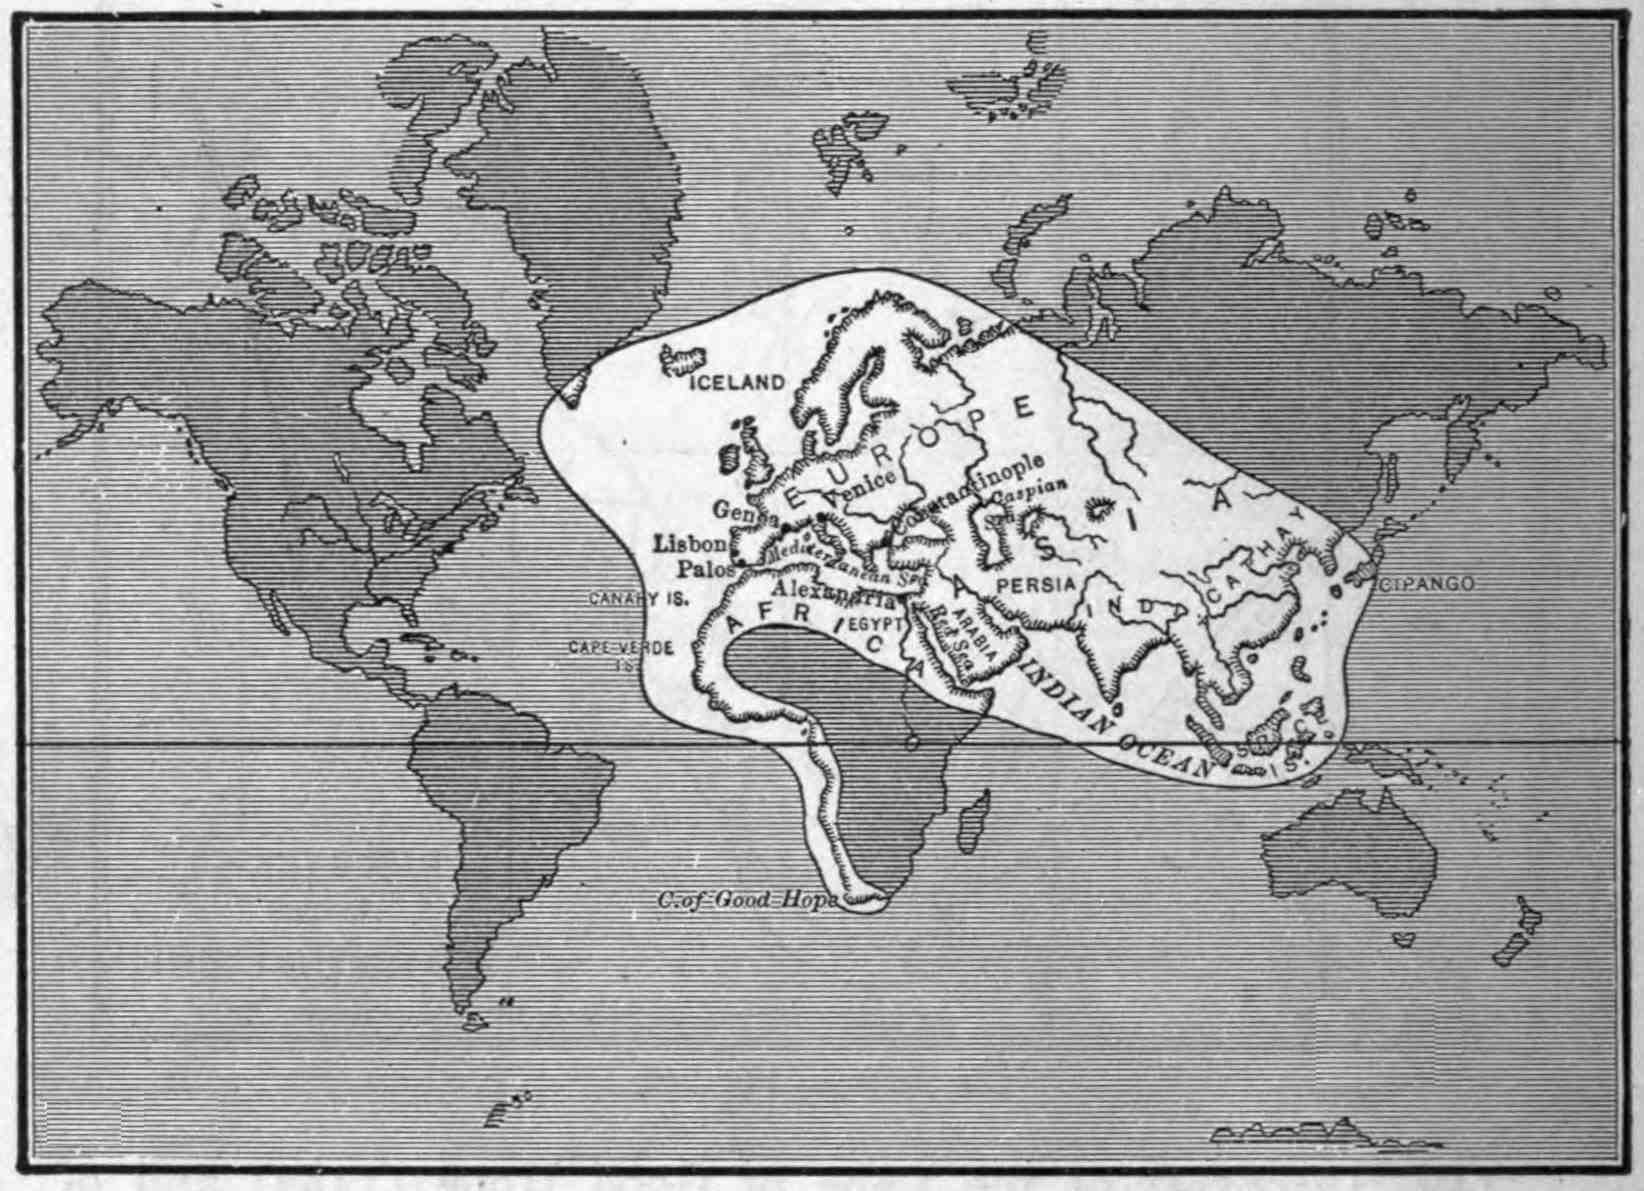 ICELAND
EUROPE
Venice
Constantinople
Caspian
Sea
Genoa
ASIA
Lisbon
Mediterranean Sea
Palos
CATHAY
PERSIA
CIPANGO
CANARY IS.
Alexandria
INDIA
AFRICA
EGYPT
ARABIA
Red Sea
CAPE VERDE
IS.
INDIAN OCEAN
IS.
C. of Good Hope